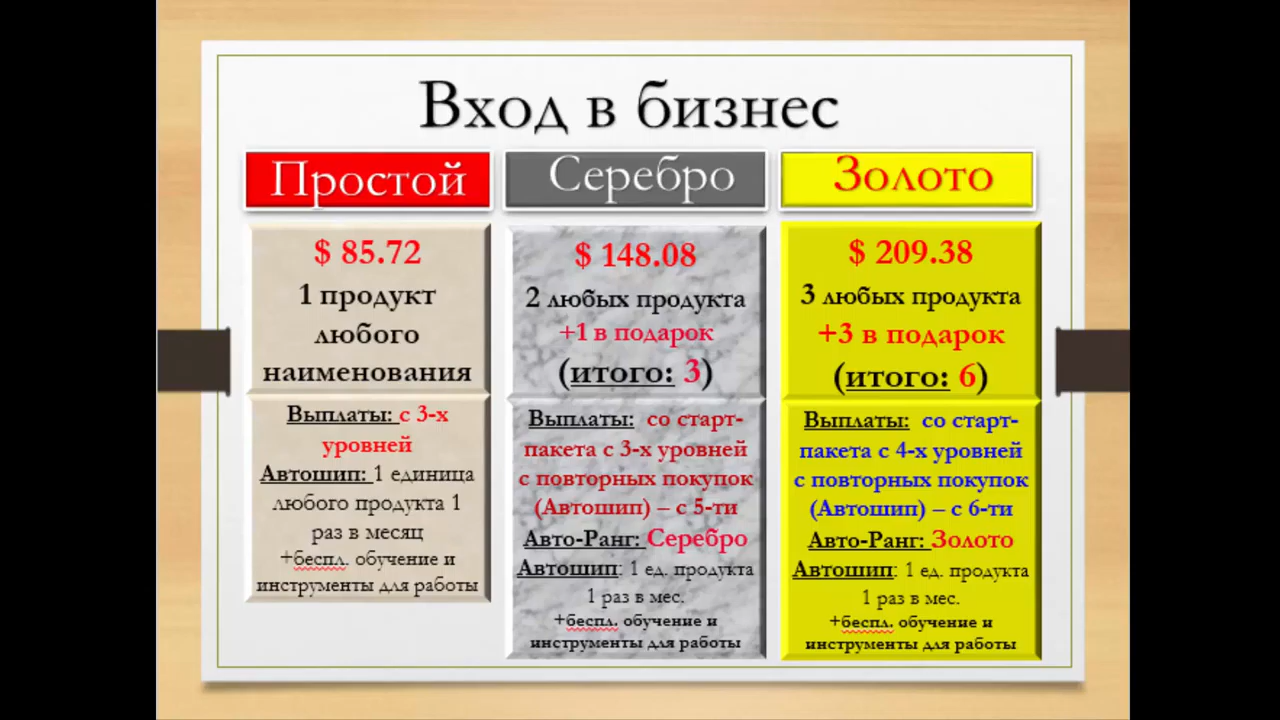 Вход в бизнес
Простой
$ 85.72
1 продукт
любого
наименования
Выплаты: с 3-х
уровней
Автошип: 1 единица
любого продукта 1
раз в месяц
+беспл. обучение и
инструменты для работы
Серебро
$ 148.08
2 любых продукта
+1 в подарок
(итого: 3)
Выплаты: со старт-
пакета с 3-х уровней
с повторных покупок
(Автошип) – с 5-ти
Авто-Ранг: Серебро
Автошип: 1 ед. продукта
1 раз в мес.
+беспл. обучение и
инструменты для работы
Золото
$ 209.38
3 любых продукта
+3 в подарок
(итого: 6)
Выплаты: со старт-
пакета с 4-х уровней
с повторных покупок
(Автошип) – с 6-ти
Авто-Ранг: Золото
Автошип: 1 ед. продукта
1 раз в мес.
+беспл. обучение и
инструменты для работы